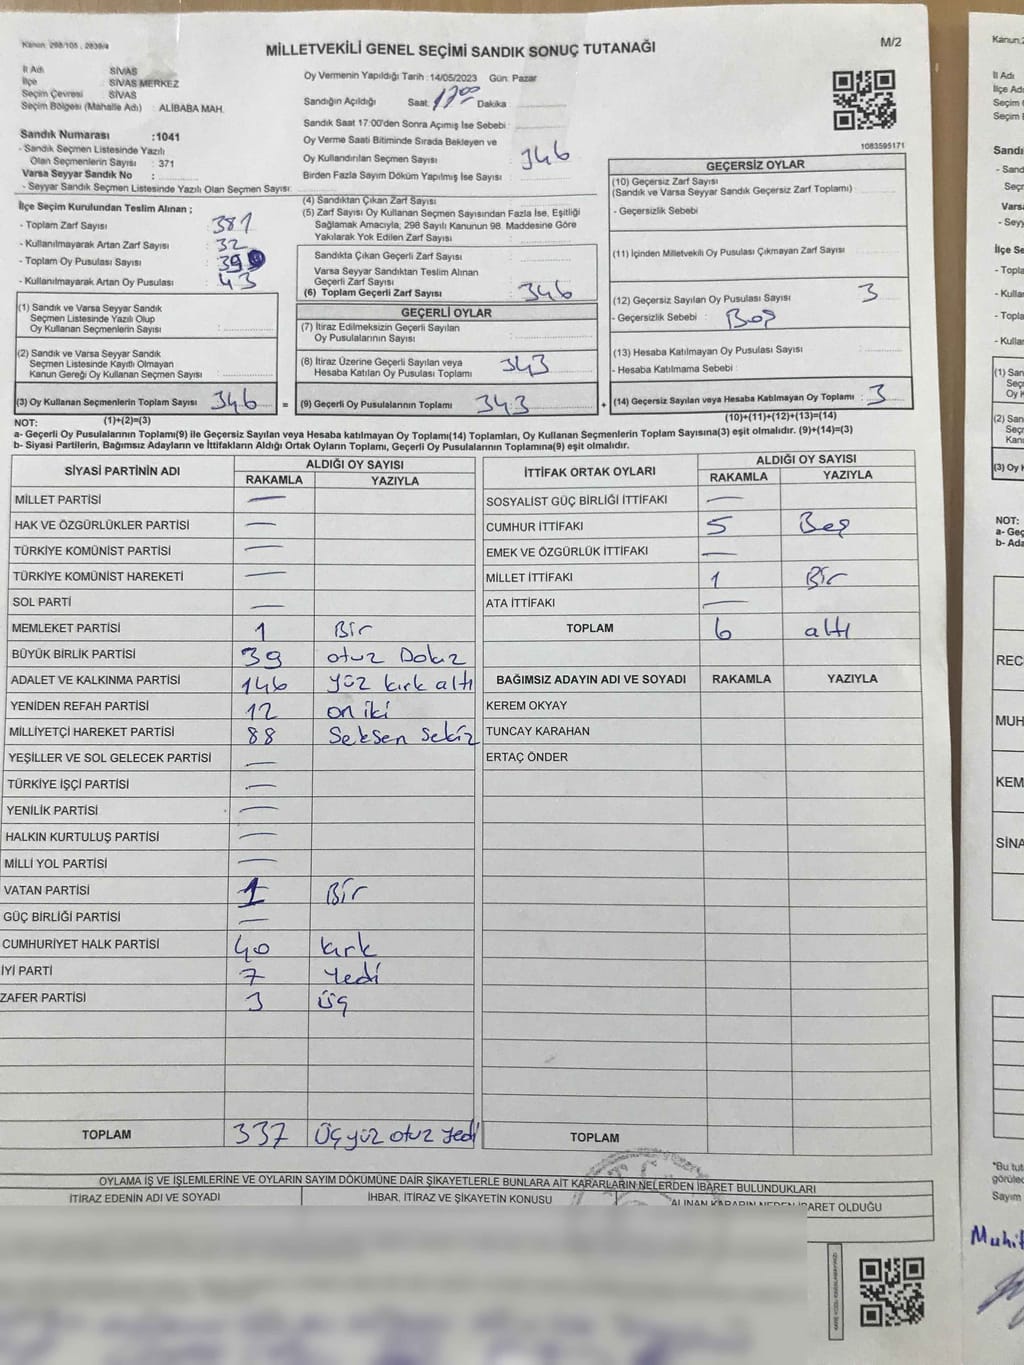 Kanun: 298/105 , 2839/4
MİLLETVEKİLİ GENEL SEÇİMİ SANDIK SONUÇ TUTANAĞI
M/2
İl Adı SİVAS
İlçe SİVAS MERKEZ
Seçim Çevresi SİVAS
Seçim Bölgesi (Mahalle Adı) ALİBABA MAH.
Sandık Numarası :1041
- Sandık Seçmen Listesinde Yazılı
Olan Seçmenlerin Sayısı : 371
Varsa Seyyar Sandık No :
- Seyyar Sandık Seçmen Listesinde Yazılı Olan Seçmen Sayısı:
Oy Vermenin Yapıldığı Tarih :14/05/2023 Gün: Pazar
Sandığın Açıldığı Saat: 17:00 Dakika
Sandık Saat 17:00'den Sonra Açımış İse Sebebi :
Oy Verme Saati Bitiminde Sırada Bekleyen ve
Oy Kullandırılan Seçmen Sayısı : 346
Birden Fazla Sayım Döküm Yapılmış İse Sayısı :
1083595171
İlçe Seçim Kurulundan Teslim Alınan ;
- Toplam Zarf Sayısı : 381
- Kullanılmayarak Artan Zarf Sayısı : 32
- Toplam Oy Pusulası Sayısı
- Kullanılmayarak Artan Oy Pusulası : 43
(1) Sandık ve Varsa Seyyar Sandık
Seçmen Listesinde Yazılı Olup
Oy Kullanan Seçmenlerin Sayısı :
(2) Sandık ve Varsa Seyyar Sandık
Seçmen Listesinde Kayıtlı Olmayan
Kanun Gereği Oy Kullanan Seçmen Sayısı :
(3) Oy Kullanan Seçmenlerin Toplam Sayısı 346 =
(4) Sandıktan Çıkan Zarf Sayısı :
(5) Zarf Sayısı Oy Kullanan Seçmen Sayısından Fazla İse, Eşitliği
Sağlamak Amacıyla, 298 Sayılı Kanunun 98. Maddesine Göre
Yakılarak Yok Edilen Zarf Sayısı :
Sandıkta Çıkan Geçerli Zarf Sayısı
Varsa Seyyar Sandıktan Teslim Alınan
Geçerli Zarf Sayısı
(6) Toplam Geçerli Zarf Sayısı : 346
GEÇERLİ OYLAR
(7) İtiraz Edilmeksizin Geçerli Sayılan
Oy Pusulalarının Sayısı :
(8) İtiraz Üzerine Geçerli Sayılan veya
Hesaba Katılan Oy Pusulası Toplamı : 343
(9) Geçerli Oy Pusulalarının Toplamı : 343 +
GEÇERSİZ OYLAR
(10) Geçersiz Zarf Sayısı
(Sandık ve Varsa Seyyar Sandık Geçersiz Zarf Toplamı) :
- Geçersizlik Sebebi
(11) İçinden Milletvekili Oy Pusulası Çıkmayan Zarf Sayısı
(12) Geçersiz Sayılan Oy Pusulası Sayısı 3
- Geçersizlik Sebebi : Boş
(13) Hesaba Katılmayan Oy Pusulası Sayısı
- Hesaba Katılmama Sebebi :
(14) Geçersiz Sayılan veya Hesaba Katılmayan Oy Toplamı : 3
NOT: (1)+(2)=(3) (10)+(11)+(12)+(13)=(14)
a- Geçerli Oy Pusulalarının Toplamı(9) ile Geçersiz Sayılan veya Hesaba katılmayan Oy Toplamı(14) Toplamları, Oy Kullanan Seçmenlerin Toplam Sayısına(3) eşit olmalıdır. (9)+(14)=(3)
b- Siyasi Partilerin, Bağımsız Adayların ve İttifakların Aldığı Ortak Oyların Toplamı, Geçerli Oy Pusulalarının Toplamına(9) eşit olmalıdır.
SİYASİ PARTİNİN ADI ALDIĞI OY SAYISI
RAKAMLA YAZIYLA
MİLLET PARTİSİ —
HAK VE ÖZGÜRLÜKLER PARTİSİ —
TÜRKİYE KOMÜNİST PARTİSİ —
TÜRKİYE KOMÜNİST HAREKETİ —
SOL PARTİ —
MEMLEKET PARTİSİ 1 Bir
BÜYÜK BİRLİK PARTİSİ 39 otuz Dokuz
ADALET VE KALKINMA PARTİSİ 146 yüz kırk altı
YENİDEN REFAH PARTİSİ 12 on iki
MİLLİYETÇİ HAREKET PARTİSİ 88 Seksen Sekiz
YEŞİLLER VE SOL GELECEK PARTİSİ —
TÜRKİYE İŞÇİ PARTİSİ —
YENİLİK PARTİSİ —
HALKIN KURTULUŞ PARTİSİ —
MİLLİ YOL PARTİSİ —
VATAN PARTİSİ 1 Bir
GÜÇ BİRLİĞİ PARTİSİ —
CUMHURİYET HALK PARTİSİ 40 kırk
İYİ PARTİ 7 Yedi
ZAFER PARTİSİ 3 üç
TOPLAM 337 Üçyüz otuz yedi
İTTİFAK ORTAK OYLARI ALDIĞI OY SAYISI
RAKAMLA YAZIYLA
SOSYALİST GÜÇ BİRLİĞİ İTTİFAKI —
CUMHUR İTTİFAKI 5 Beş
EMEK VE ÖZGÜRLÜK İTTİFAKI —
MİLLET İTTİFAKI 1 Bir
ATA İTTİFAKI —
TOPLAM 6 altı
BAĞIMSIZ ADAYIN ADI VE SOYADI RAKAMLA YAZIYLA
KEREM OKYAY
TUNCAY KARAHAN
ERTAÇ ÖNDER
TOPLAM
OYLAMA İŞ VE İŞLEMLERİNE VE OYLARIN SAYIM DÖKÜMÜNE DAİR ŞİKAYETLERLE BUNLARA AİT KARARLARIN NELERDEN İBARET BULUNDUKLARI
İTİRAZ EDENİN ADI VE SOYADI İHBAR, İTİRAZ VE ŞİKAYETİN KONUSU ALINAN KARARIN NEDEN İBARET OLDUĞU
Kanun:
İl Adı
İlçe
Seçim
Sandı
- Sand
Varsa
- Seyy
İlçe Se
- Topla
- Kulla
- Topla
- Kullar
(1) San
Seç
Oy K
(2) San
Seç
Kanu
(3) Oy K
NOT:
a- Geç
b- Ada
REC
MUH
KEM
SİNA
"Bu tut
görülec
Sayım
Muhit